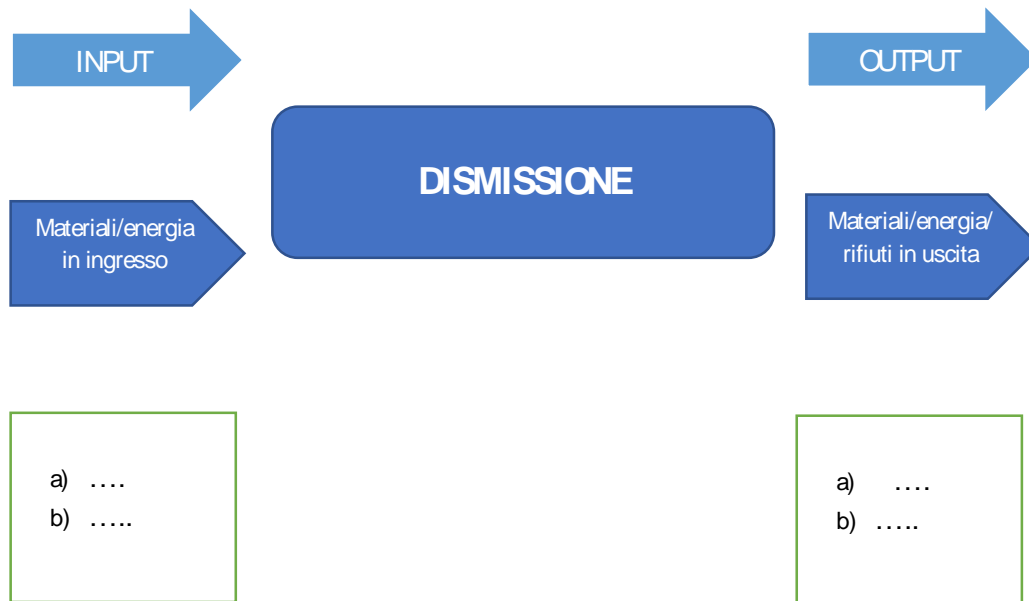 INPUT
OUTPUT
DISMISSIONE
Materiali/energia
in ingresso
Materiali/energia/
rifiuti in uscita
a) ....
b) .....
a) ....
b) .....